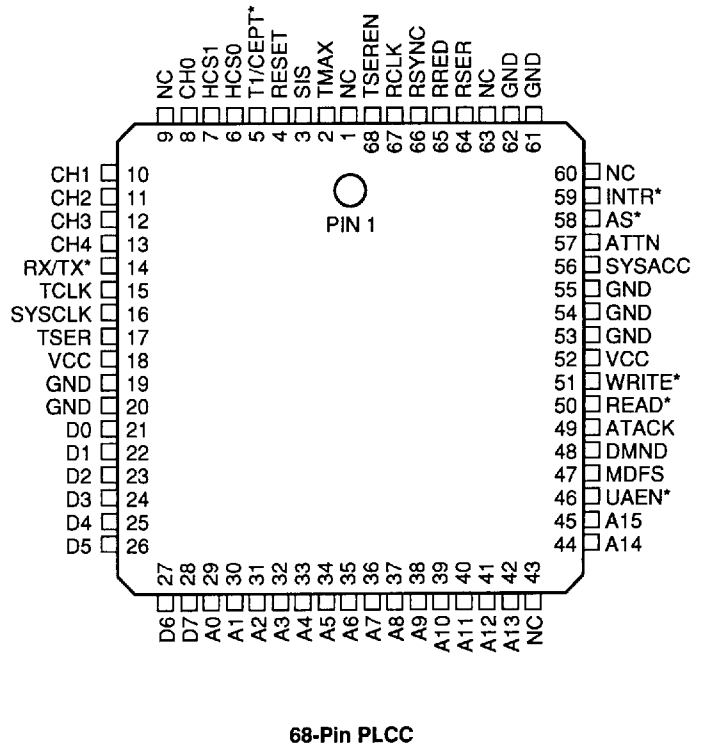 NC CH0 HCS1 HCS0 T1/CEPT* RESET SIS TMAX NC TSEREN RCLK RSYNC RRED RSER NC GND GND
9 8 7 6 5 4 3 2 1 68 67 66 65 64 63 62 61
CH1 10
CH2 11
CH3 12
CH4 13
RX/TX* 14
TCLK 15
SYSCLK 16
TSER 17
VCC 18
GND 19
GND 20
D0 21
D1 22
D2 23
D3 24
D4 25
D5 26
PIN 1
60 NC
59 INTR*
58 AS*
57 ATTN
56 SYSACC
55 GND
54 GND
53 GND
52 VCC
51 WRITE*
50 READ*
49 ATACK
48 DMND
47 MDFS
46 UAEN*
45 A15
44 A14
27 28 29 30 31 32 33 34 35 36 37 38 39 40 41 42 43
D6 D7 A0 A1 A2 A3 A4 A5 A6 A7 A8 A9 A10 A11 A12 A13 NC
68-Pin PLCC